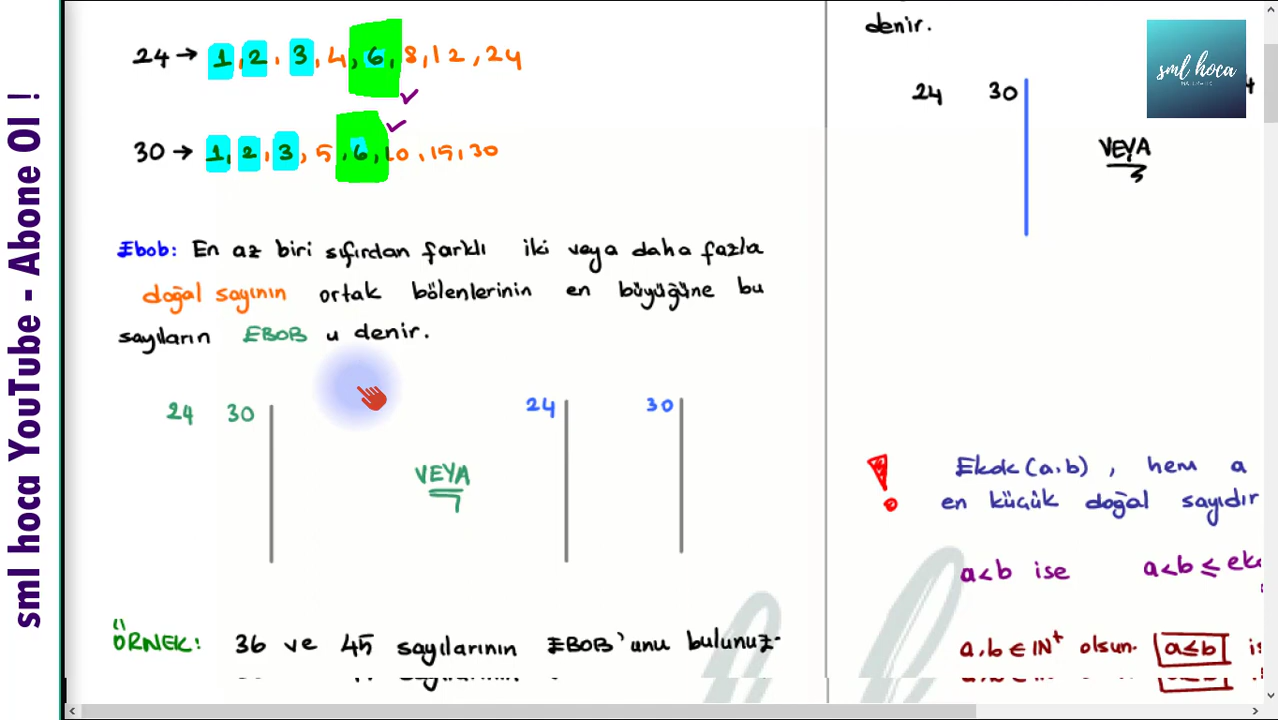 sml hoca YouTube - Abone Ol !
24 → 1, 2, 3, 4, 6, 8, 12, 24
30 → 1, 2, 3, 5, 6, 10, 15, 30
Ebob: En az biri sıfırdan farklı iki veya daha fazla
doğal sayının ortak bölenlerinin en büyüğüne bu
sayıların EBOB u denir.
24 30
VEYA
24 30
ÖRNEK: 36 ve 45 sayılarının EBOB'unu bulunuz.
denir.
sml hoca
24 30
VEYA
! Ekok(a,b), hem a
en küçük doğal sayıdır
a<b ise a<b≤ek
a,b ∈ IN⁺ olsun. a≤b